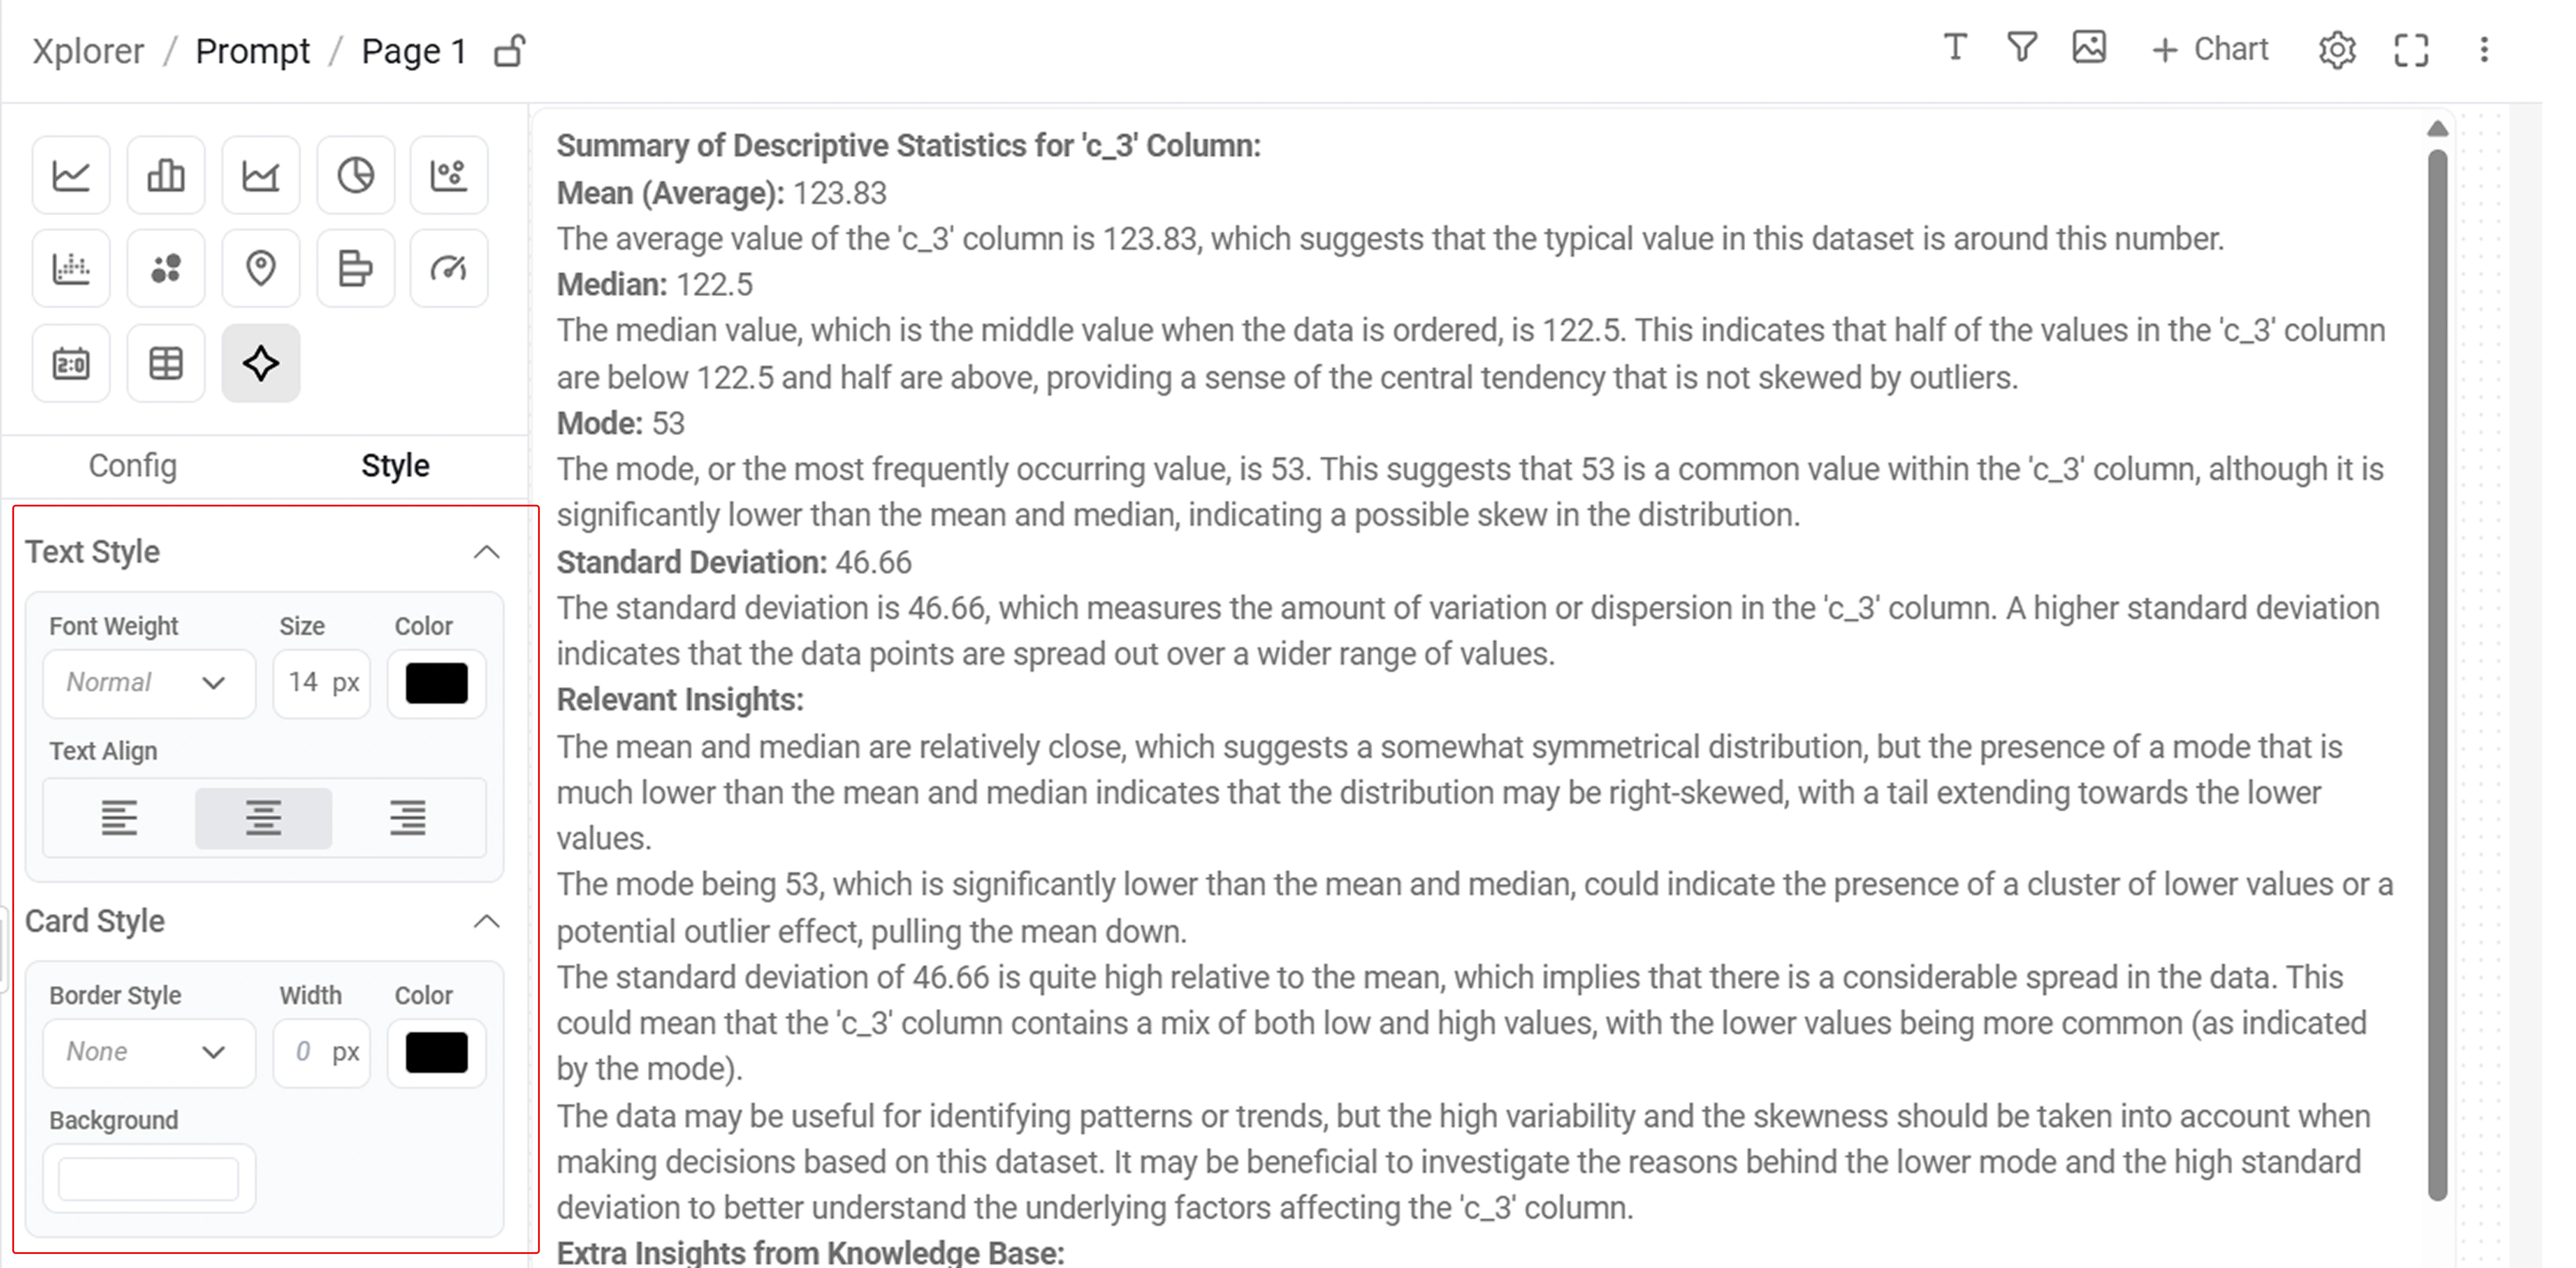 Xplorer / Prompt / Page 1
T
+ Chart
2:0
Config Style
Text Style
Font Weight Size Color
Normal 14 px
Text Align
Card Style
Border Style Width Color
None 0 px
Background
Summary of Descriptive Statistics for 'c_3' Column:
Mean (Average): 123.83
The average value of the 'c_3' column is 123.83, which suggests that the typical value in this dataset is around this number.
Median: 122.5
The median value, which is the middle value when the data is ordered, is 122.5. This indicates that half of the values in the 'c_3' column
are below 122.5 and half are above, providing a sense of the central tendency that is not skewed by outliers.
Mode: 53
The mode, or the most frequently occurring value, is 53. This suggests that 53 is a common value within the 'c_3' column, although it is
significantly lower than the mean and median, indicating a possible skew in the distribution.
Standard Deviation: 46.66
The standard deviation is 46.66, which measures the amount of variation or dispersion in the 'c_3' column. A higher standard deviation
indicates that the data points are spread out over a wider range of values.
Relevant Insights:
The mean and median are relatively close, which suggests a somewhat symmetrical distribution, but the presence of a mode that is
much lower than the mean and median indicates that the distribution may be right-skewed, with a tail extending towards the lower
values.
The mode being 53, which is significantly lower than the mean and median, could indicate the presence of a cluster of lower values or a
potential outlier effect, pulling the mean down.
The standard deviation of 46.66 is quite high relative to the mean, which implies that there is a considerable spread in the data. This
could mean that the 'c_3' column contains a mix of both low and high values, with the lower values being more common (as indicated
by the mode).
The data may be useful for identifying patterns or trends, but the high variability and the skewness should be taken into account when
making decisions based on this dataset. It may be beneficial to investigate the reasons behind the lower mode and the high standard
deviation to better understand the underlying factors affecting the 'c_3' column.
Extra Insights from Knowledge Base: